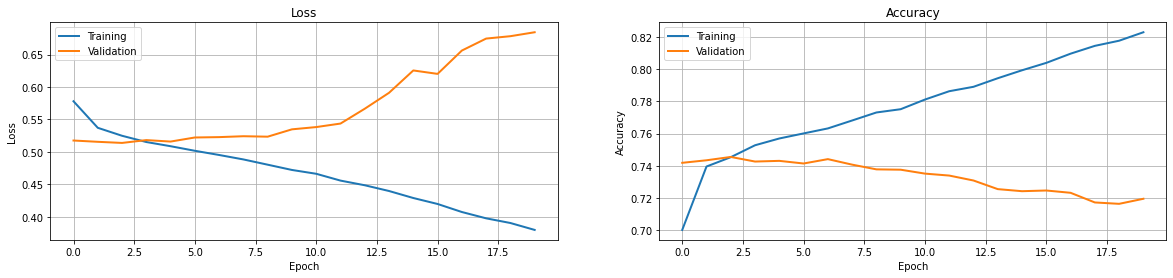 Loss
Training
Validation
0.65
0.60
0.55
0.50
0.45
0.40
Loss
0.0 2.5 5.0 7.5 10.0 12.5 15.0 17.5
Epoch
Accuracy
Training
Validation
0.82
0.80
0.78
0.76
0.74
0.72
0.70
Accuracy
0.0 2.5 5.0 7.5 10.0 12.5 15.0 17.5
Epoch